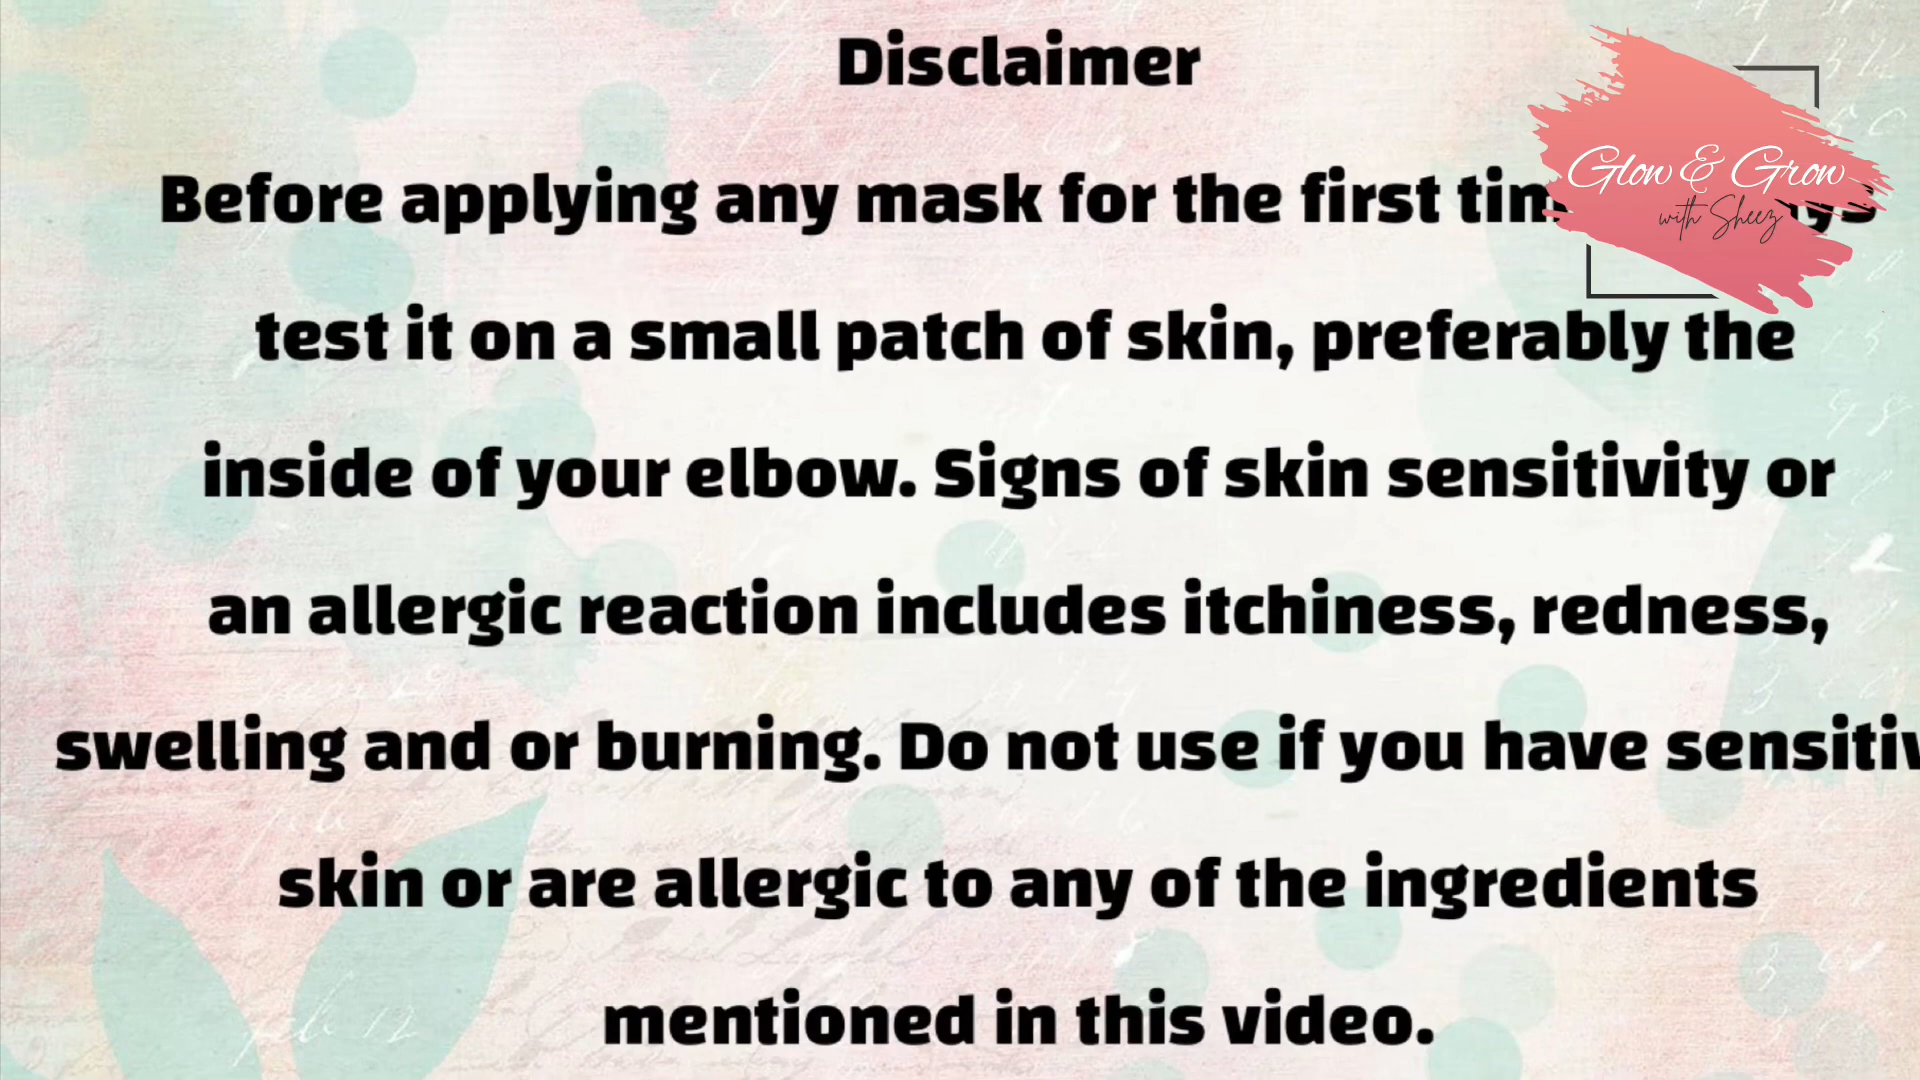 Disclaimer
Before applying any mask for the first
test it on a small patch of skin, preferably the
inside of your elbow. Signs of skin sensitivity or
an allergic reaction includes itchiness, redness,
swelling and or burning. Do not use if you have sensitiv
skin or are allergic to any of the ingredients
mentioned in this video.
Glow & Grow
with Sheez